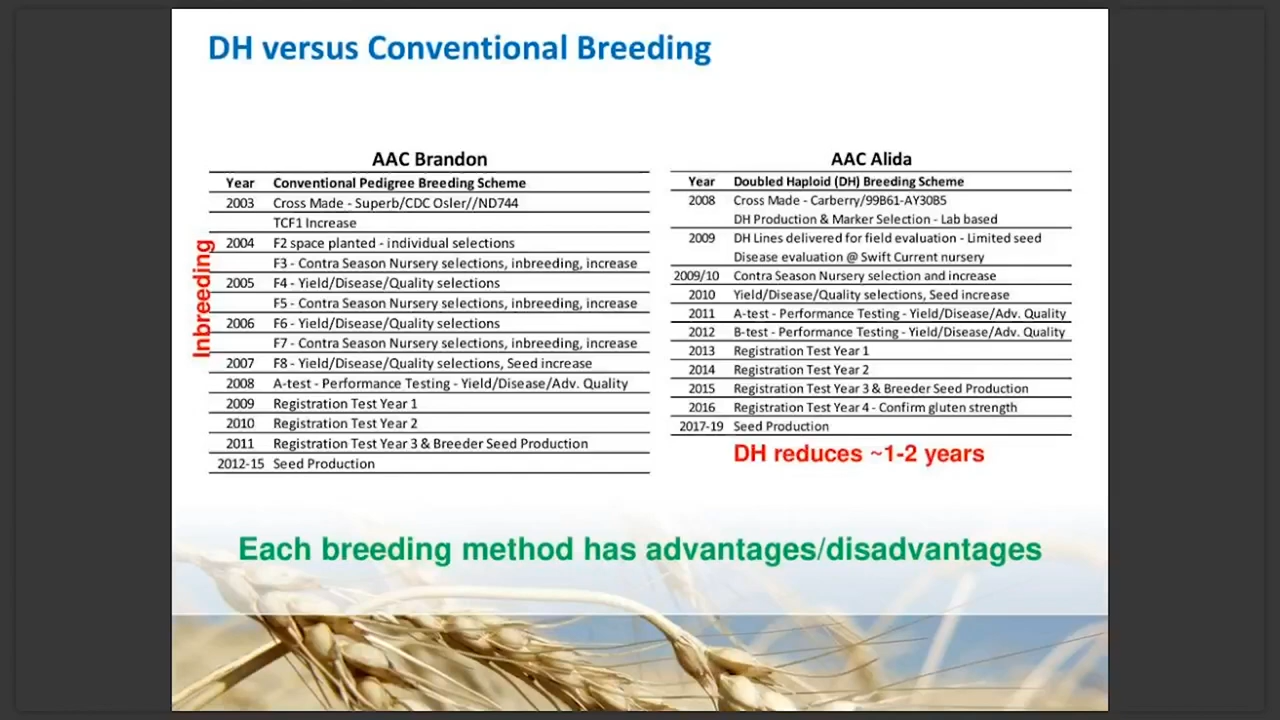 DH versus Conventional Breeding
AAC Brandon
Year Conventional Pedigree Breeding Scheme
2003 Cross Made - Superb/CDC Osler//ND744
TCF1 Increase
2004 F2 space planted - individual selections
F3 - Contra Season Nursery selections, inbreeding, increase
2005 F4 - Yield/Disease/Quality selections
F5 - Contra Season Nursery selections, inbreeding, increase
2006 F6 - Yield/Disease/Quality selections
F7 - Contra Season Nursery selections, inbreeding, increase
2007 F8 - Yield/Disease/Quality selections, Seed increase
2008 A-test - Performance Testing - Yield/Disease/Adv. Quality
2009 Registration Test Year 1
2010 Registration Test Year 2
2011 Registration Test Year 3 & Breeder Seed Production
2012-15 Seed Production
Inbreeding
AAC Alida
Year Doubled Haploid (DH) Breeding Scheme
2008 Cross Made - Carberry/99B61-AY30B5
DH Production & Marker Selection - Lab based
2009 DH Lines delivered for field evaluation - Limited seed
Disease evaluation @ Swift Current nursery
2009/10 Contra Season Nursery selection and increase
2010 Yield/Disease/Quality selections, Seed increase
2011 A-test - Performance Testing - Yield/Disease/Adv. Quality
2012 B-test - Performance Testing - Yield/Disease/Adv. Quality
2013 Registration Test Year 1
2014 Registration Test Year 2
2015 Registration Test Year 3 & Breeder Seed Production
2016 Registration Test Year 4 - Confirm gluten strength
2017-19 Seed Production
DH reduces ~1-2 years
Each breeding method has advantages/disadvantages